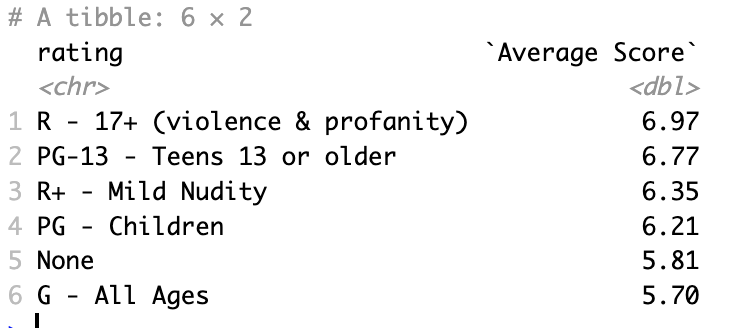 # A tibble: 6 × 2
rating `Average Score`
<chr> <dbl>
1 R - 17+ (violence & profanity) 6.97
2 PG-13 - Teens 13 or older 6.77
3 R+ - Mild Nudity 6.35
4 PG - Children 6.21
5 None 5.81
6 G - All Ages 5.70